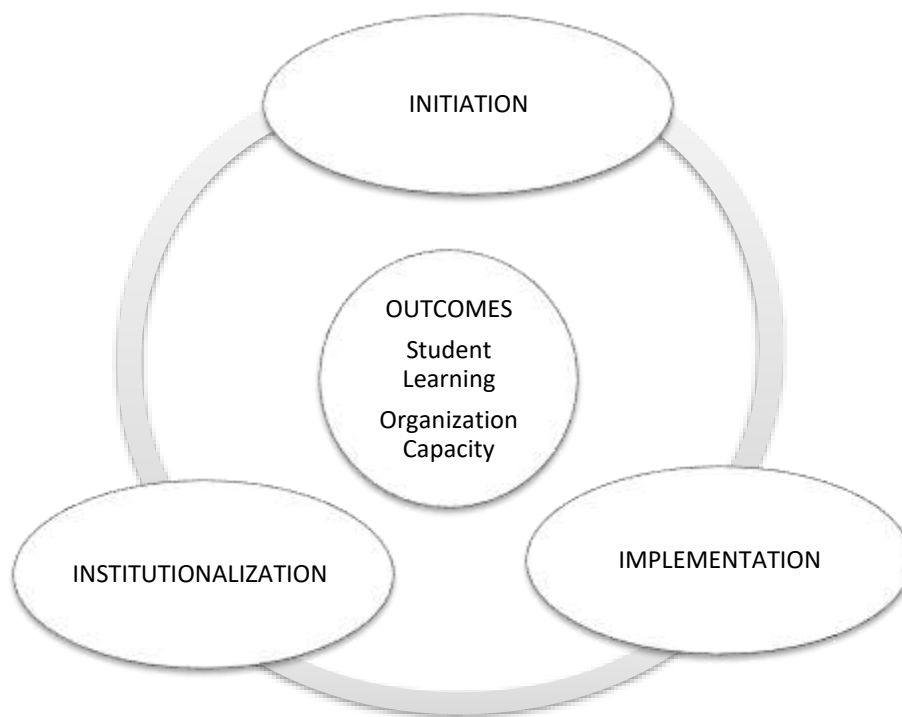 INITIATION
OUTCOMES
Student
Learning
Organization
Capacity
INSTITUTIONALIZATION
IMPLEMENTATION